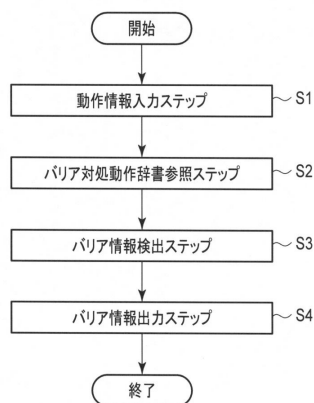 開始
動作情報入力ステップ S1
バリア対処動作辞書参照ステップ S2
バリア情報検出ステップ S3
バリア情報出力ステップ S4
終了